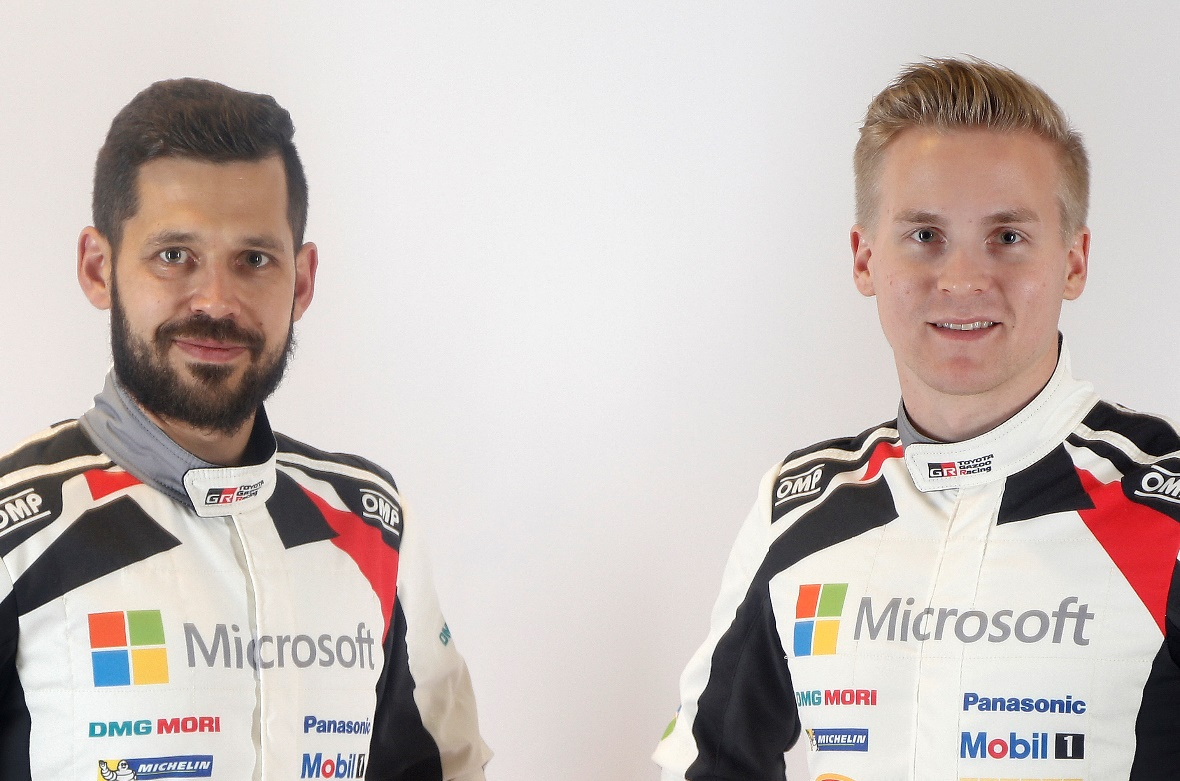 GR TOYOTA
GAZOO
Racing
OMP
OMP
Microsoft
DMG MORI
Panasonic
MICHELIN
Mobil 1
GR TOYOTA
GAZOO
Racing
OMP
OMP
Microsoft
DMG MORI
Panasonic
MICHELIN
Mobil 1